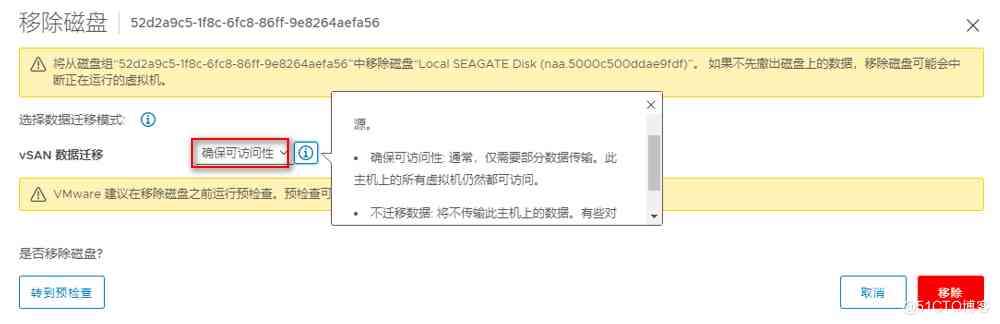 移除磁盘 52d2a9c5-1f8c-6fc8-86ff-9e8264aefa56
将从磁盘组“52d2a9c5-1f8c-6fc8-86ff-9e8264aefa56”中移除磁盘“Local SEAGATE Disk (naa.5000c500ddae9fdf)”。 如果不先撤出磁盘上的数据，移除磁盘可能会中
断正在运行的虚拟机。
选择数据迁移模式:
vSAN 数据迁移 确保可访问性
源。
• 确保可访问性: 通常，仅需要部分数据传输。此
主机上的所有虚拟机仍然都可访问。
• 不迁移数据: 将不传输此主机上的数据。有些对
VMware 建议在移除磁盘之前运行预检查。预检查可
是否移除磁盘?
转到预检查 取消 移除
@51CTO博客